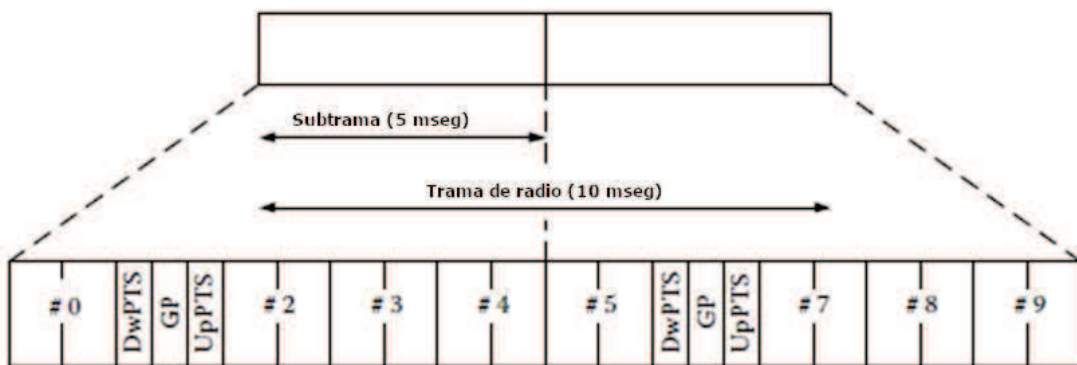 Subtrama (5 mseg)
Trama de radio (10 mseg)
#0 DwPTS GP UpPTS #2 #3 #4 #5 DwPTS GP UpPTS #7 #8 #9